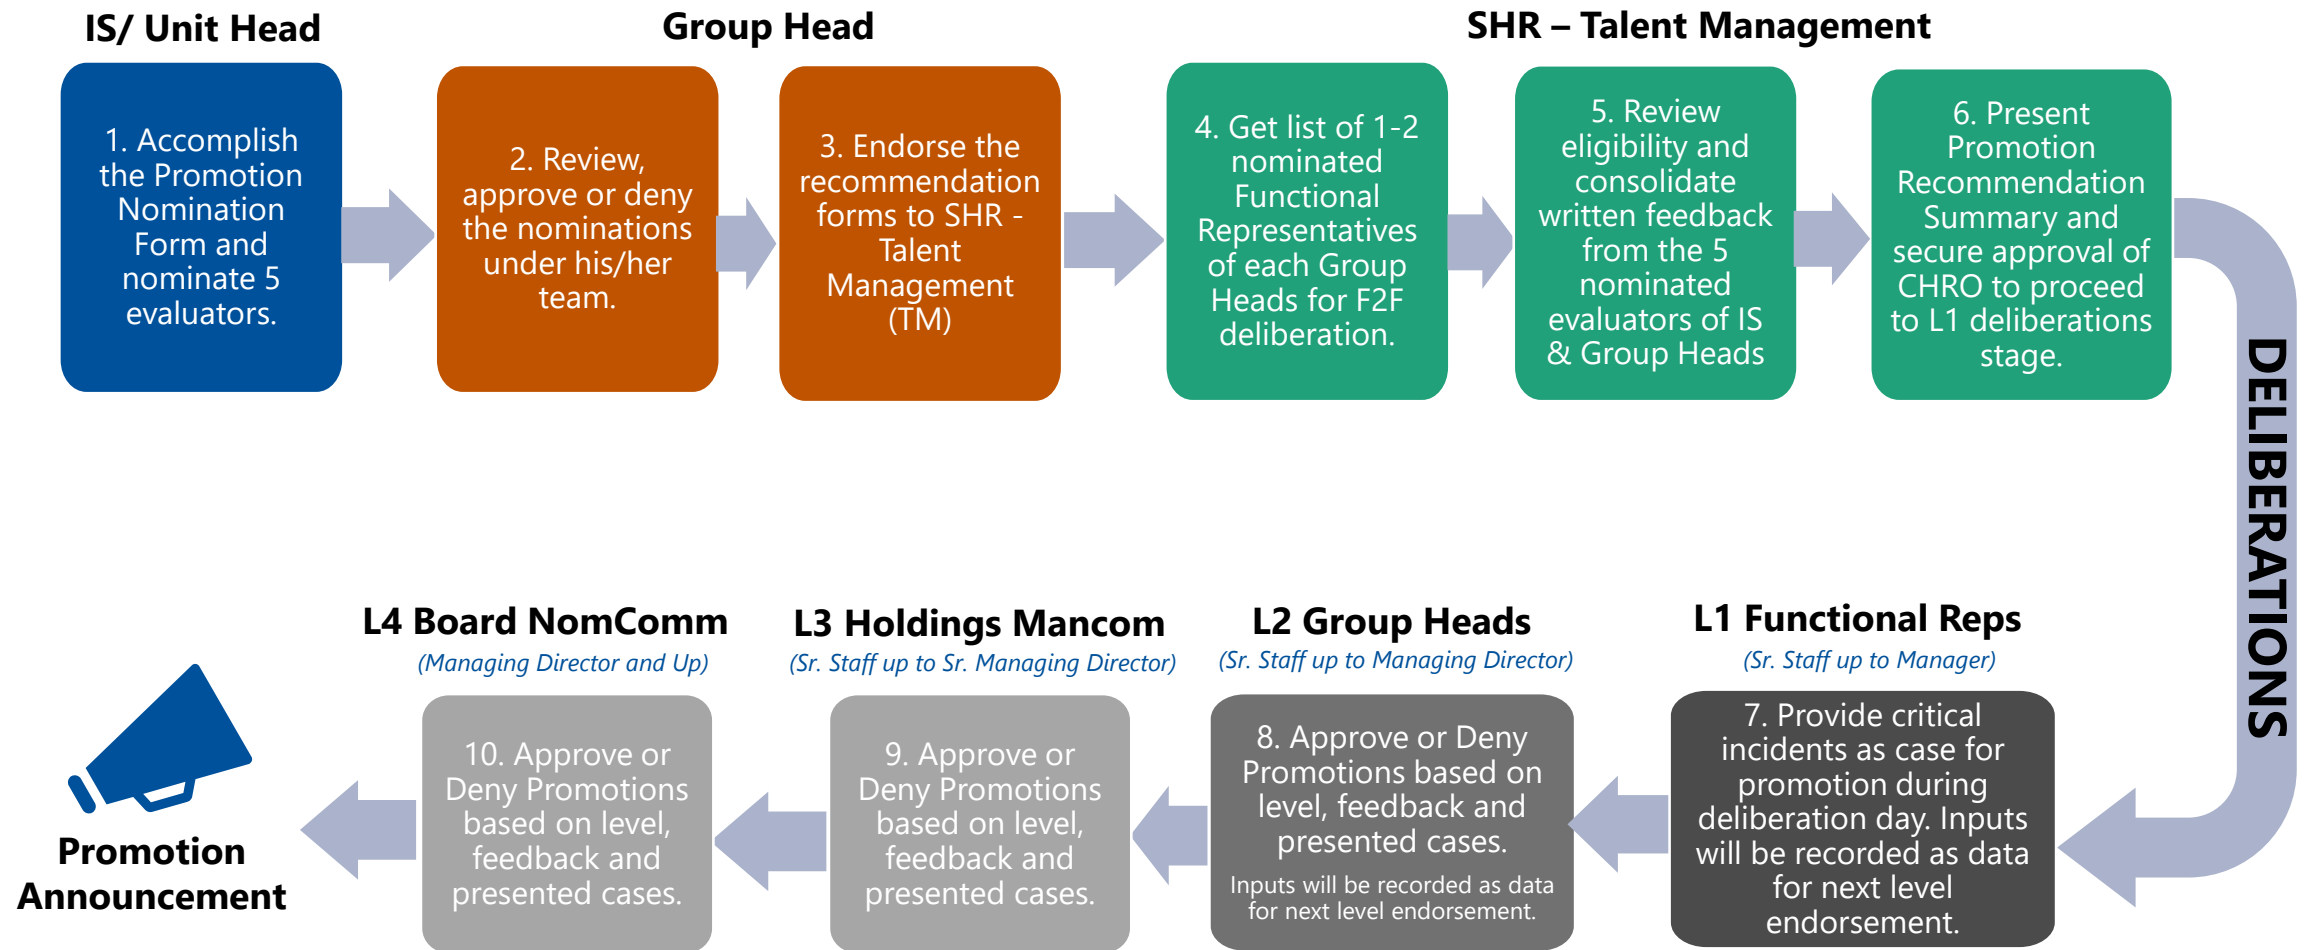 IS/ Unit Head
Group Head
SHR – Talent Management
1. Accomplish
the Promotion
Nomination
Form and
nominate 5
evaluators.
2. Review,
approve or deny
the nominations
under his/her
team.
3. Endorse the
recommendation
forms to SHR -
Talent
Management
(TM)
4. Get list of 1-2
nominated
Functional
Representatives
of each Group
Heads for F2F
deliberation.
5. Review
eligibility and
consolidate
written feedback
from the 5
nominated
evaluators of IS
& Group Heads
6. Present
Promotion
Recommendation
Summary and
secure approval of
CHRO to proceed
to L1 deliberations
stage.
DELIBERATIONS
L1 Functional Reps
(Sr. Staff up to Manager)
7. Provide critical
incidents as case for
promotion during
deliberation day. Inputs
will be recorded as data
for next level
endorsement.
L2 Group Heads
(Sr. Staff up to Managing Director)
8. Approve or Deny
Promotions based on
level, feedback and
presented cases.
Inputs will be recorded as data
for next level endorsement.
L3 Holdings Mancom
(Sr. Staff up to Sr. Managing Director)
9. Approve or
Deny Promotions
based on level,
feedback and
presented cases.
L4 Board NomComm
(Managing Director and Up)
10. Approve or
Deny Promotions
based on level,
feedback and
presented cases.
Promotion
Announcement